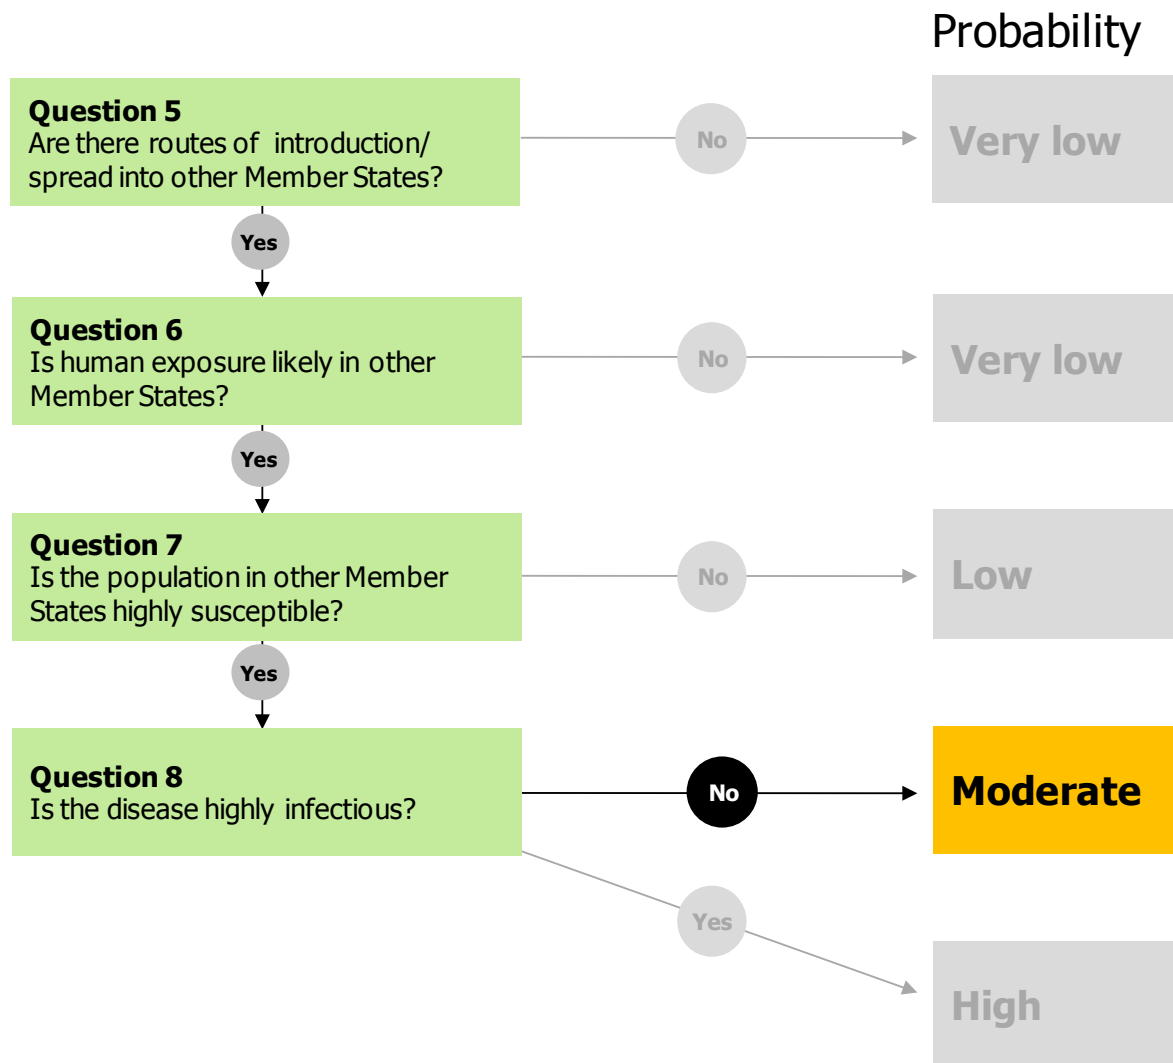 Probability
Question 5
Are there routes of introduction/
spread into other Member States?
No
Very low
Yes
Question 6
Is human exposure likely in other
Member States?
No
Very low
Yes
Question 7
Is the population in other Member
States highly susceptible?
No
Low
Yes
Question 8
Is the disease highly infectious?
No
Moderate
Yes
High